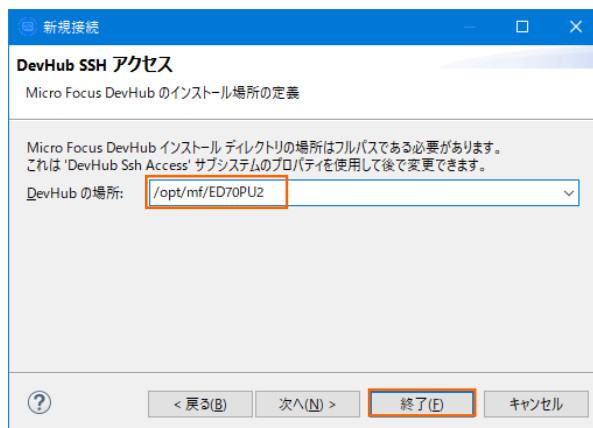 新規接続
DevHub SSH アクセス
Micro Focus DevHub のインストール場所の定義
Micro Focus DevHub インストール ディレクトリの場所はフルパスである必要があります。
これは 'DevHub Ssh Access' サブシステムのプロパティを使用して後で変更できます。
DevHub の場所: /opt/mf/ED70PU2
? < 戻る(B) 次へ(N) > 終了(F) キャンセル